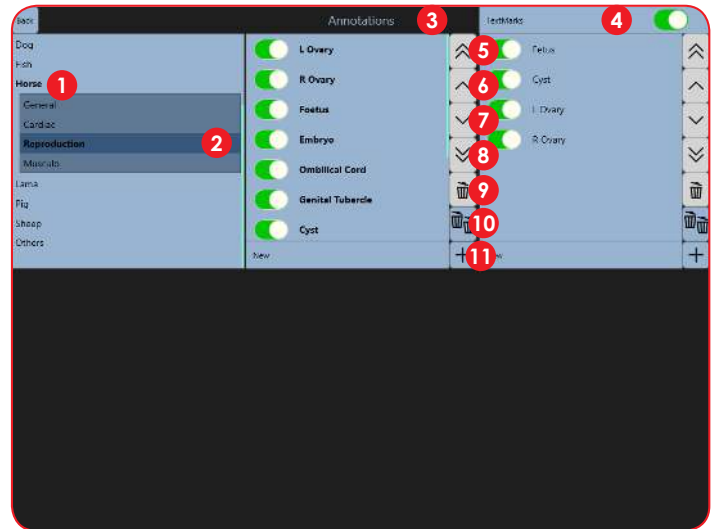 Back
Annotations
3
TextMarks
4
Dog
Fish
Horse
1
General
Cardiac
Reproduction
2
Musculo
Lama
Pig
Sheep
Others
L Ovary
R Ovary
Foetus
Embryo
Ombilical Cord
Genital Tubercle
Cyst
New
5
6
7
8
9
10
11
Fetus
Cyst
L Ovary
R Ovary